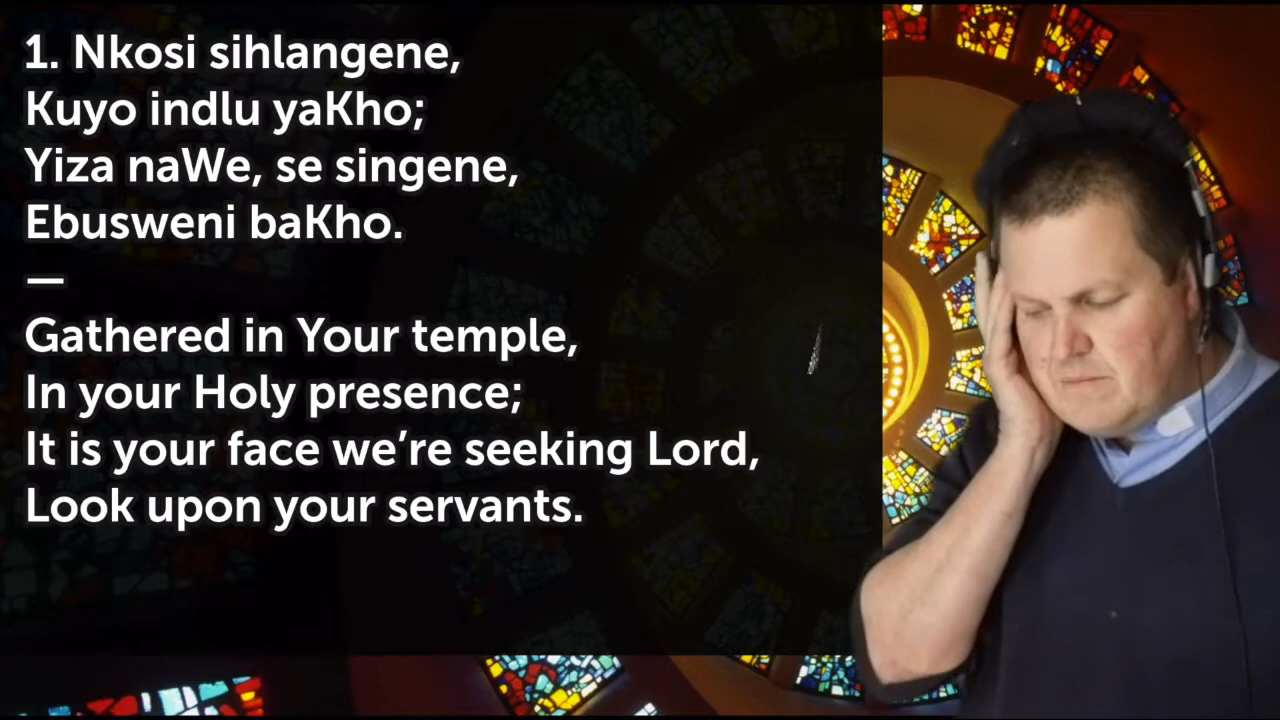 1. Nkosi sihlangene,
Kuyo indlu yaKho;
Yiza naWe, se singene,
Ebusweni baKho.
—
Gathered in Your temple,
In your Holy presence;
It is your face we’re seeking Lord,
Look upon your servants.